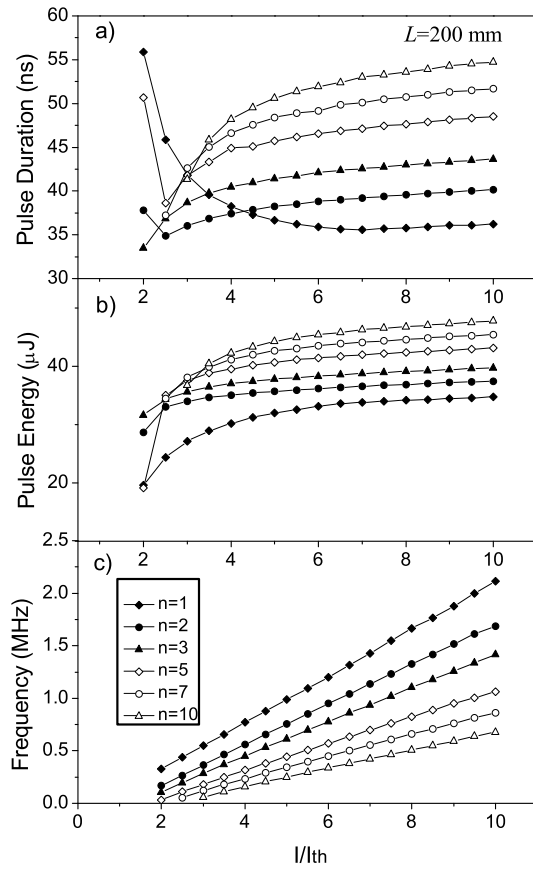 a)
L=200 mm
Pulse Duration (ns)
60
55
50
45
40
35
30
2 4 6 8 10
b)
Pulse Energy (μJ)
40
20
2 4 6 8 10
c)
Frequency (MHz)
2.5
2.0
1.5
1.0
0.5
0.0
n=1
n=2
n=3
n=5
n=7
n=10
0 2 4 6 8 10
I/Ith